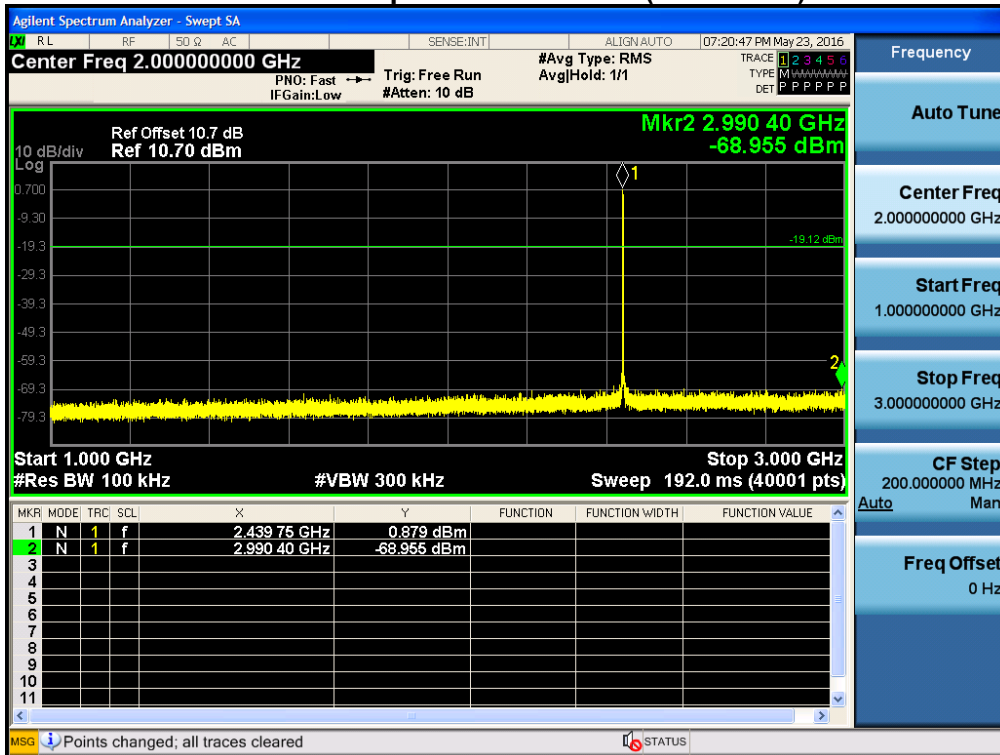 Agilent Spectrum Analyzer - Swept SA
LXI RL RF 50 Ω AC SENSE:INT ALIGN AUTO 07:20:47 PM May 23, 2016
Center Freq 2.000000000 GHz
PNO: Fast
IFGain:Low
Trig: Free Run
#Atten: 10 dB
#Avg Type: RMS
Avg|Hold: 1/1
TRACE 1 2 3 4 5 6
TYPE M
DET P P P P P P
Ref Offset 10.7 dB
10 dB/div Ref 10.70 dBm
Log
Mkr2 2.990 40 GHz
-68.955 dBm
1
0.700
-9.30
-19.3
-19.12 dBm
-29.3
-39.3
-49.3
-59.3
2
-69.3
-79.3
Start 1.000 GHz Stop 3.000 GHz
#Res BW 100 kHz #VBW 300 kHz Sweep 192.0 ms (40001 pts)
MKR MODE TRC SCL X Y FUNCTION FUNCTION WIDTH FUNCTION VALUE
1 N 1 f 2.439 75 GHz 0.879 dBm
2 N 1 f 2.990 40 GHz -68.955 dBm
3
4
5
6
7
8
9
10
11
MSG Points changed; all traces cleared STATUS
Frequency
Auto Tune
Center Freq
2.000000000 GHz
Start Freq
1.000000000 GHz
Stop Freq
3.000000000 GHz
CF Step
200.000000 MHz
Auto Man
Freq Offset
0 Hz